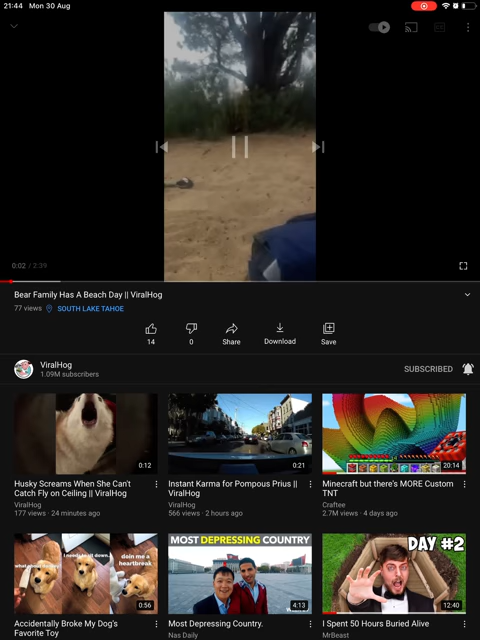 21:44 Mon 30 Aug
0:02 / 2:39
Bear Family Has A Beach Day || ViralHog
77 views
SOUTH LAKE TAHOE
14
0
Share
Download
Save
ViralHog
1.09M subscribers
SUBSCRIBED
0:12
Husky Screams When She Can't
Catch Fly on Ceiling || ViralHog
ViralHog
177 views · 24 minutes ago
0:21
Instant Karma for Pompous Prius ||
ViralHog
ViralHog
566 views · 2 hours ago
20:14
Minecraft but there's MORE Custom
TNT
Craftee
2.7M views · 4 days ago
doin me a
heartbreak
0:56
Accidentally Broke My Dog's
Favorite Toy
MOST DEPRESSING COUNTRY
4:13
Most Depressing Country.
Nas Daily
DAY #2
12:40
I Spent 50 Hours Buried Alive
MrBeast